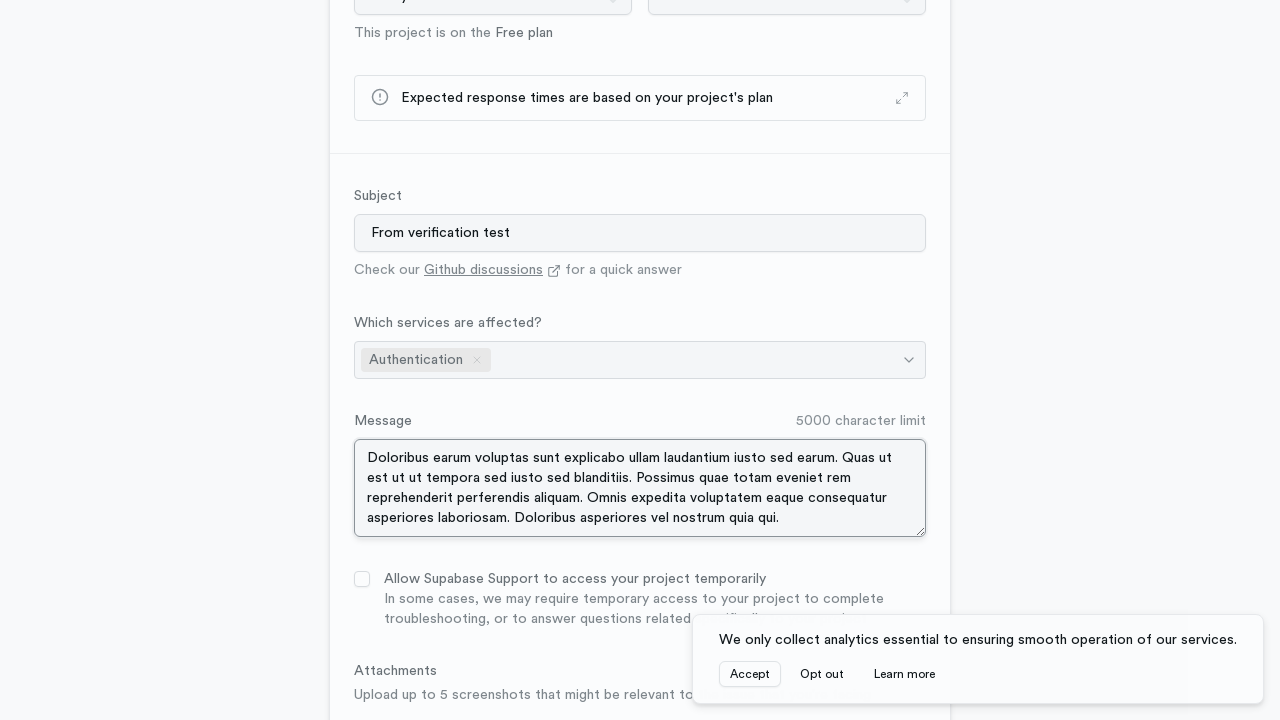 This project is on the Free plan
Expected response times are based on your project's plan
Subject
From verification test
Check our Github discussions for a quick answer
Which services are affected?
Authentication
Message
5000 character limit
Doloribus earum voluptas sunt explicabo ullam laudantium iusto sed earum. Quas ut
est ut ut tempora sed iusto sed blanditiis. Possimus quae totam eveniet rem
reprehenderit perferendis aliquam. Omnis expedita voluptatem eaque consequatur
asperiores laboriosam. Doloribus asperiores vel nostrum quia qui.
Allow Supabase Support to access your project temporarily
In some cases, we may require temporary access to your project to complete
troubleshooting, or to answer questions related
We only collect analytics essential to ensuring smooth operation of our services.
Accept
Opt out
Learn more
Attachments
Upload up to 5 screenshots that might be relevant to